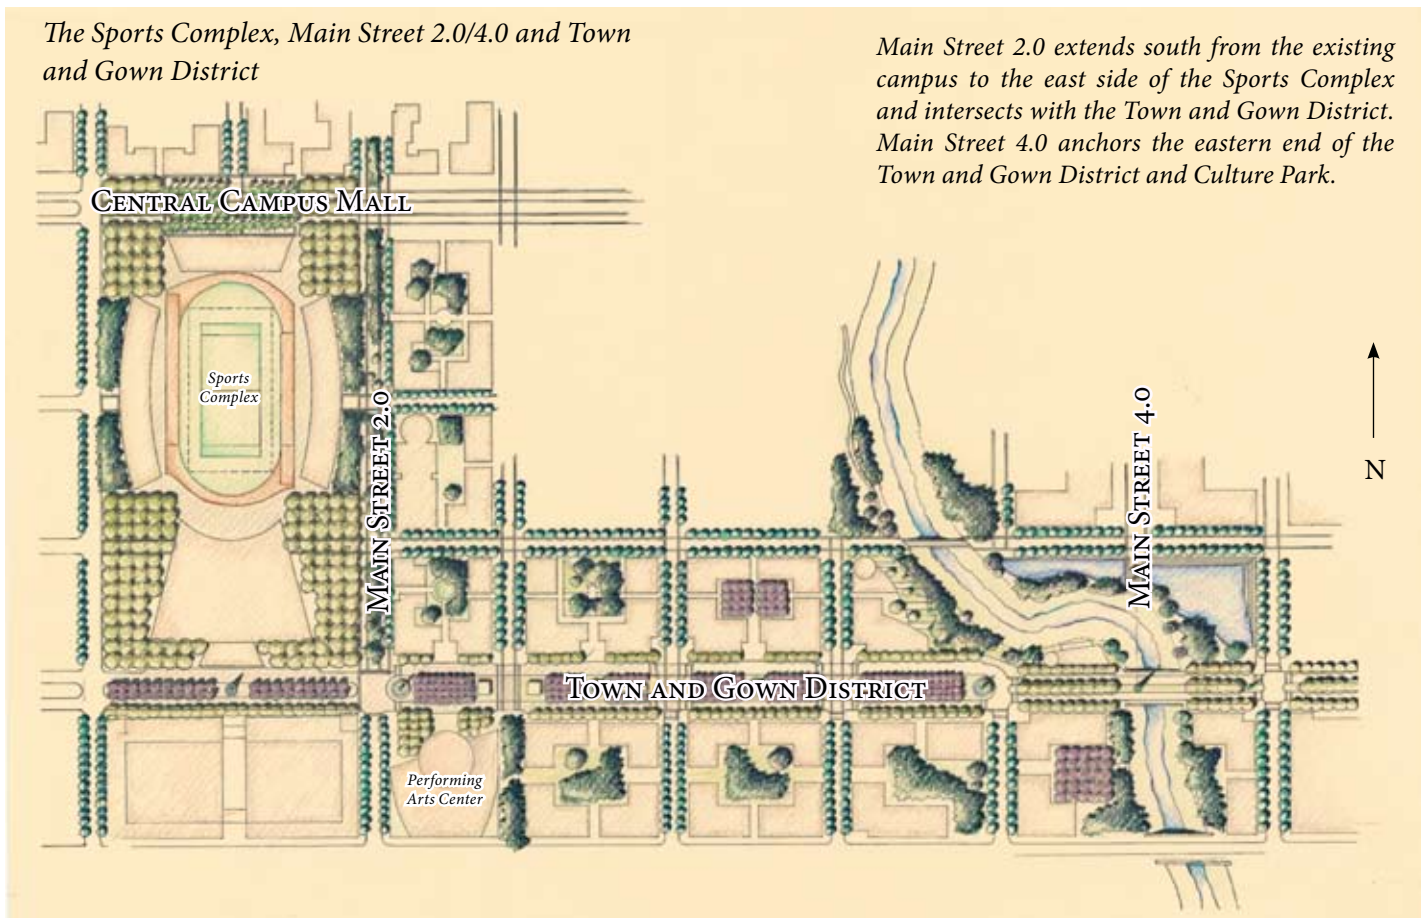 The Sports Complex, Main Street 2.0/4.0 and Town
and Gown District
Main Street 2.0 extends south from the existing
campus to the east side of the Sports Complex
and intersects with the Town and Gown District.
Main Street 4.0 anchors the eastern end of the
Town and Gown District and Culture Park.
Central Campus Mall
Sports
Complex
Main Street 2.0
Main Street 4.0
N
Town and Gown District
Performing
Arts Center